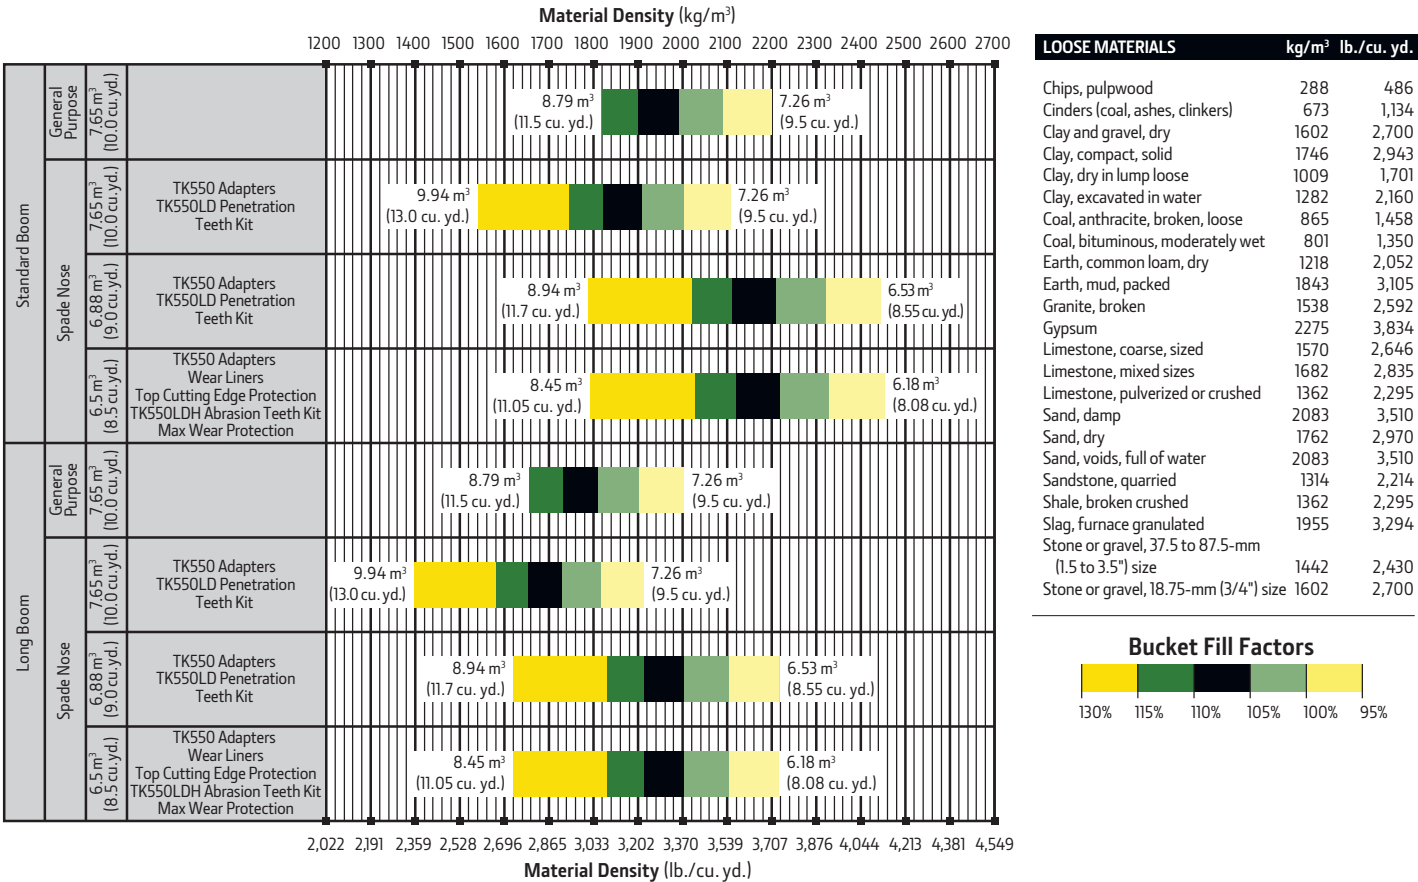 Material Density (kg/m³)
1200 1300 1400 1500 1600 1700 1800 1900 2000 2100 2200 2300 2400 2500 2600 2700
Standard Boom
General
Purpose
7.65 m³
(10.0 cu. yd.)
8.79 m³
(11.5 cu. yd.)
7.26 m³
(9.5 cu. yd.)
Spade Nose
7.65 m³
(10.0 cu. yd.)
TK550 Adapters
TK550LD Penetration
Teeth Kit
9.94 m³
(13.0 cu. yd.)
7.26 m³
(9.5 cu. yd.)
6.88 m³
(9.0 cu. yd.)
TK550 Adapters
TK550LD Penetration
Teeth Kit
8.94 m³
(11.7 cu. yd.)
6.53 m³
(8.55 cu. yd.)
6.5 m³
(8.5 cu. yd.)
TK550 Adapters
Wear Liners
Top Cutting Edge Protection
TK550LDH Abrasion Teeth Kit
Max Wear Protection
8.45 m³
(11.05 cu. yd.)
6.18 m³
(8.08 cu. yd.)
Long Boom
General
Purpose
7.65 m³
(10.0 cu. yd.)
8.79 m³
(11.5 cu. yd.)
7.26 m³
(9.5 cu. yd.)
Spade Nose
7.65 m³
(10.0 cu. yd.)
TK550 Adapters
TK550LD Penetration
Teeth Kit
9.94 m³
(13.0 cu. yd.)
7.26 m³
(9.5 cu. yd.)
6.88 m³
(9.0 cu. yd.)
TK550 Adapters
TK550LD Penetration
Teeth Kit
8.94 m³
(11.7 cu. yd.)
6.53 m³
(8.55 cu. yd.)
6.5 m³
(8.5 cu. yd.)
TK550 Adapters
Wear Liners
Top Cutting Edge Protection
TK550LDH Abrasion Teeth Kit
Max Wear Protection
8.45 m³
(11.05 cu. yd.)
6.18 m³
(8.08 cu. yd.)
2,022 2,191 2,359 2,528 2,696 2,865 3,033 3,202 3,370 3,539 3,707 3,876 4,044 4,213 4,381 4,549
Material Density (lb./cu. yd.)
LOOSE MATERIALS kg/m³ lb./cu. yd.
Chips, pulpwood 288 486
Cinders (coal, ashes, clinkers) 673 1,134
Clay and gravel, dry 1602 2,700
Clay, compact, solid 1746 2,943
Clay, dry in lump loose 1009 1,701
Clay, excavated in water 1282 2,160
Coal, anthracite, broken, loose 865 1,458
Coal, bituminous, moderately wet 801 1,350
Earth, common loam, dry 1218 2,052
Earth, mud, packed 1843 3,105
Granite, broken 1538 2,592
Gypsum 2275 3,834
Limestone, coarse, sized 1570 2,646
Limestone, mixed sizes 1682 2,835
Limestone, pulverized or crushed 1362 2,295
Sand, damp 2083 3,510
Sand, dry 1762 2,970
Sand, voids, full of water 2083 3,510
Sandstone, quarried 1314 2,214
Shale, broken crushed 1362 2,295
Slag, furnace granulated 1955 3,294
Stone or gravel, 37.5 to 87.5-mm
(1.5 to 3.5") size 1442 2,430
Stone or gravel, 18.75-mm (3/4") size 1602 2,700
Bucket Fill Factors
130% 115% 110% 105% 100% 95%